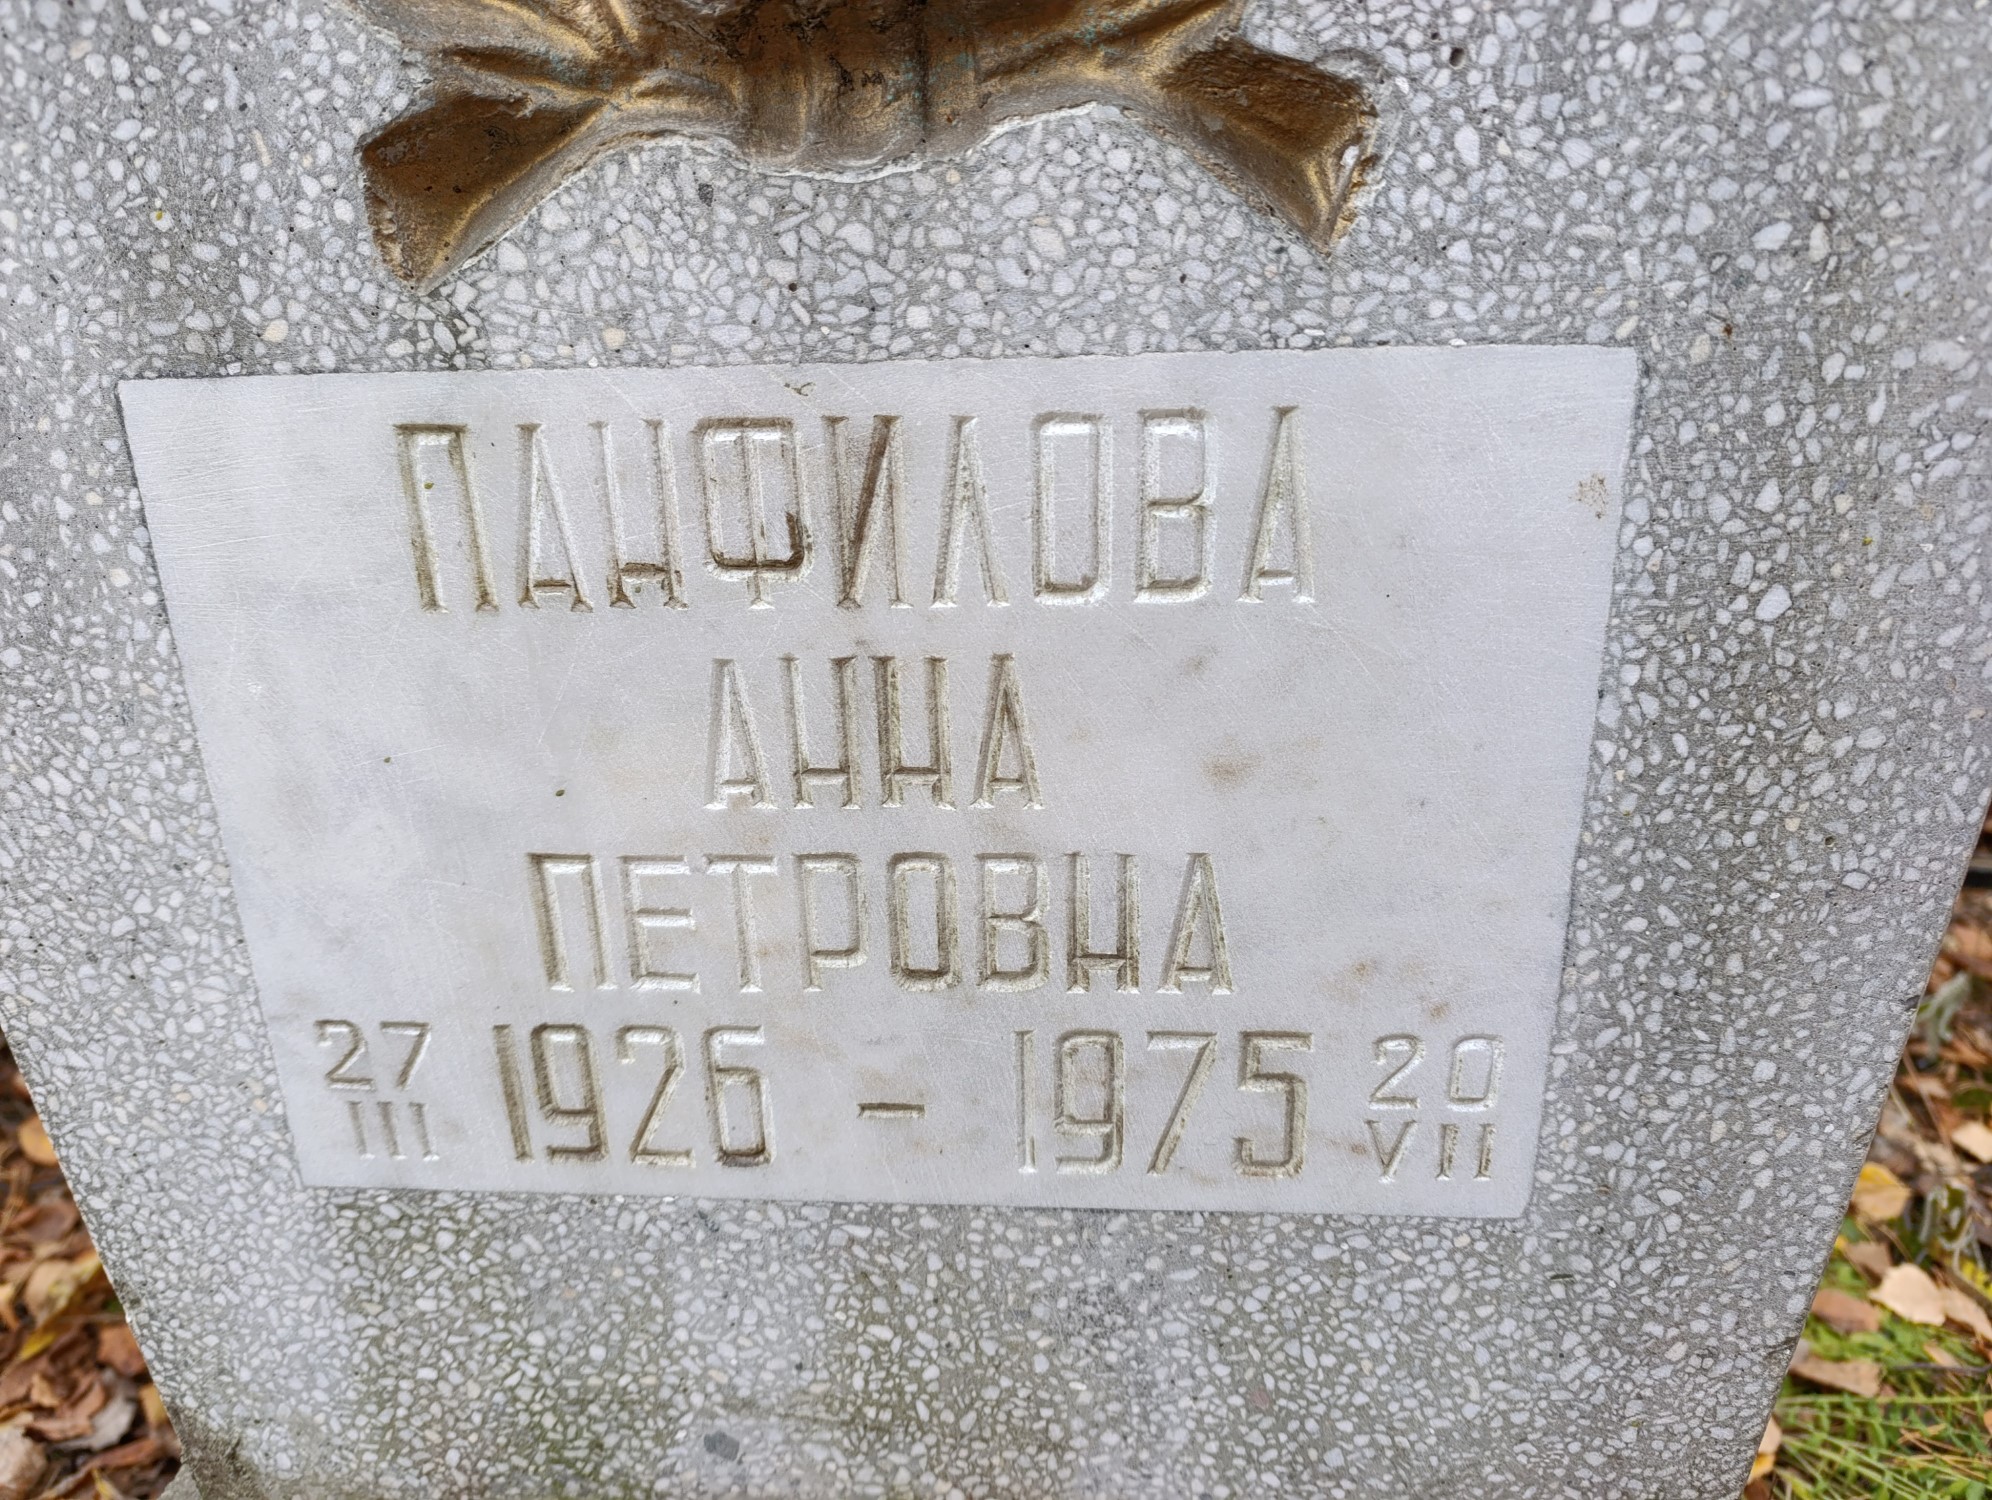 ПАНФИЛОВА
АННА
ПЕТРОВНА
27 III 1926 - 1975 20 VII